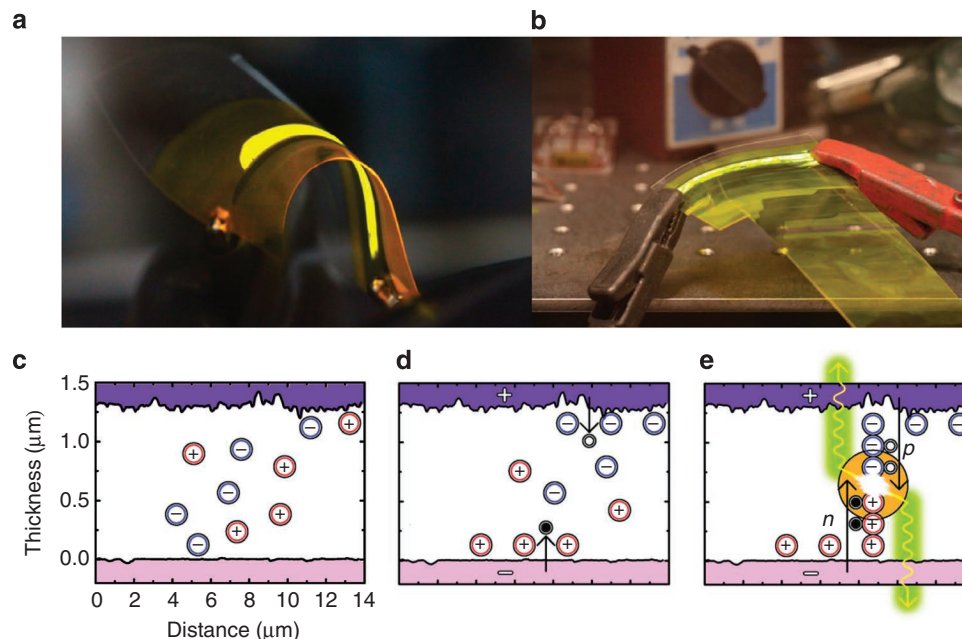 a
b
c
d
e
Thickness (μm)
1.5
1.0
0.5
0.0
0 2 4 6 8 10 12 14
Distance (μm)
− + + − + − − + + −
+ − − − + − − + + + + −
+ − − − − − p n + + + + + −